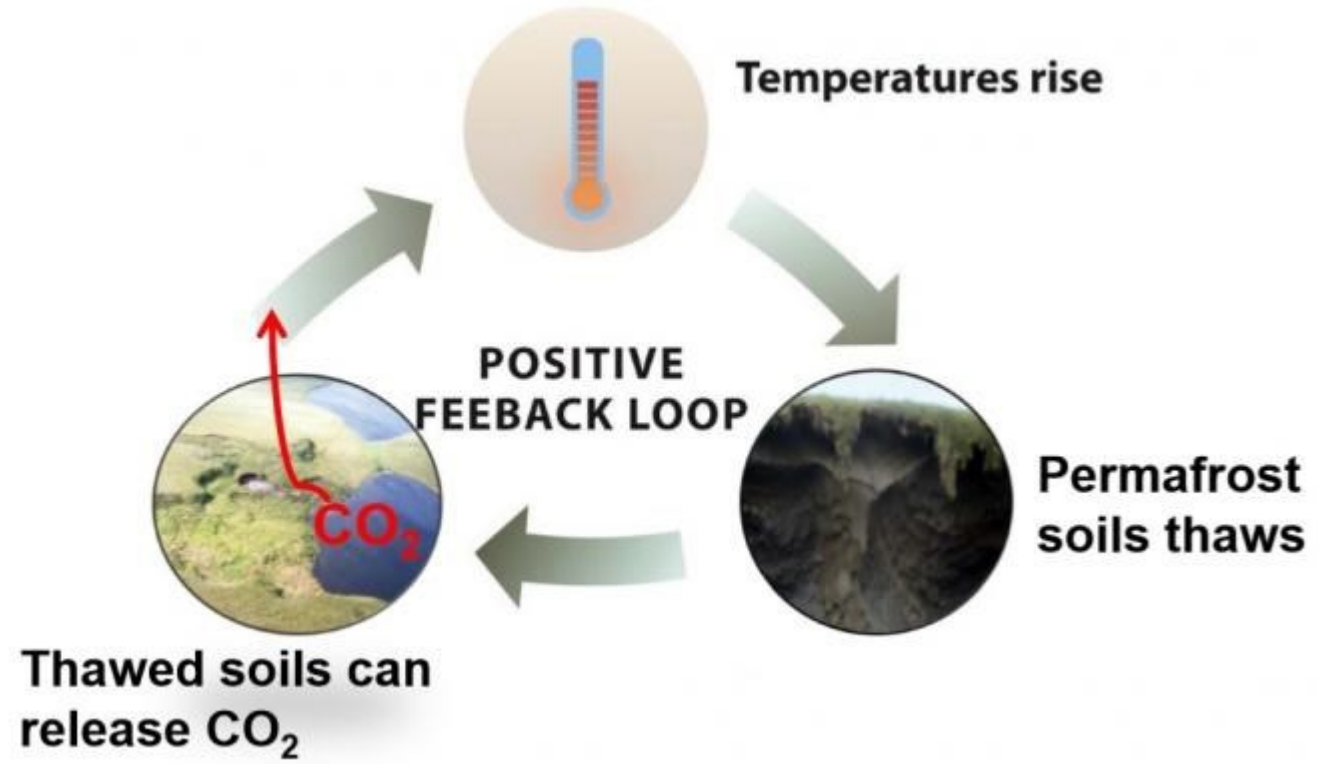 Temperatures rise
POSITIVE
FEEBACK LOOP
Permafrost
soils thaws
CO₂
Thawed soils can
release CO₂